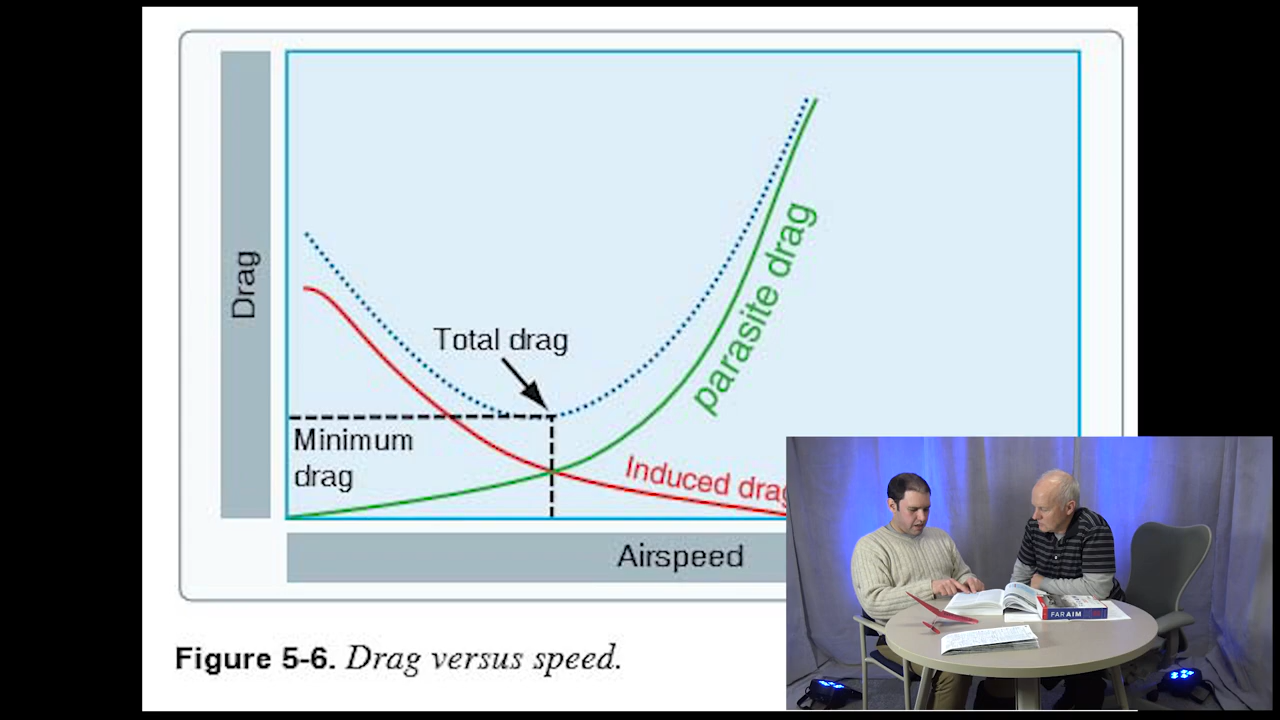 Drag
Total drag
Minimum
drag
parasite drag
Induced drag
Airspeed
Figure 5-6. Drag versus speed.
FAR AIM